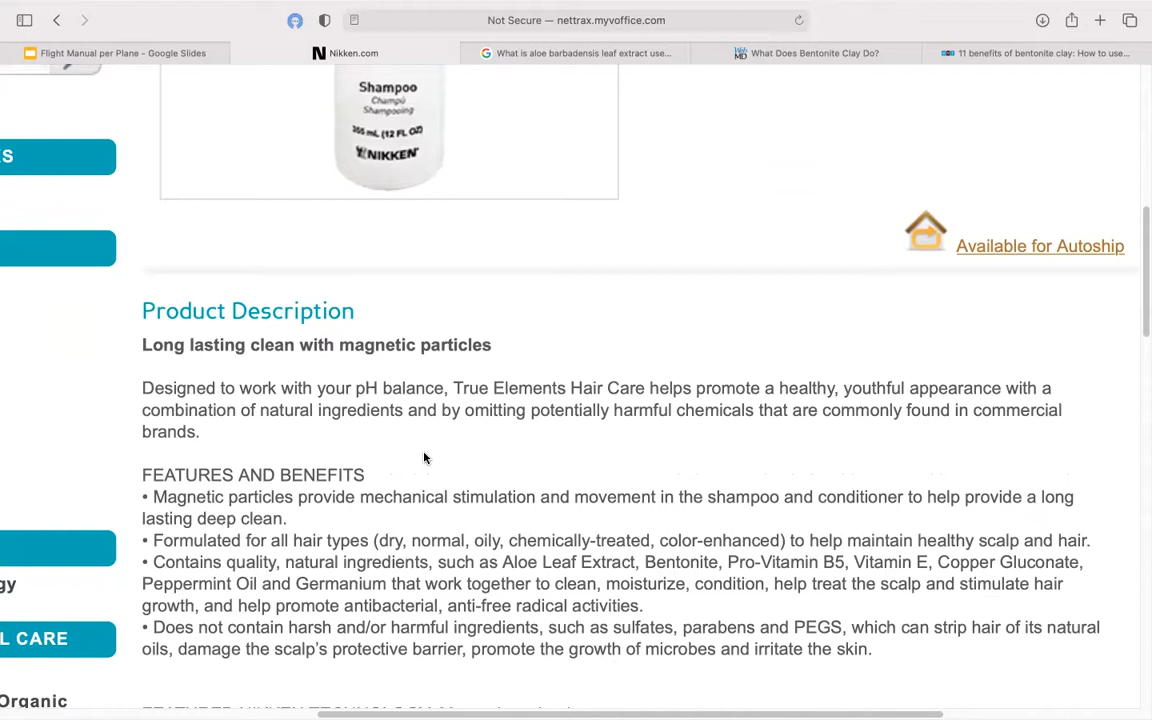 Not Secure — nettrax.myvoffice.com
Flight Manual per Plane - Google Slides
Nikken.com
What is aloe barbadensis leaf extract use...
What Does Bentonite Clay Do?
11 benefits of bentonite clay: How to use...
Shampoo
Champú
Shampooing
355 mL (12 FL OZ)
NIKKEN
S
Available for Autoship
Product Description
Long lasting clean with magnetic particles
Designed to work with your pH balance, True Elements Hair Care helps promote a healthy, youthful appearance with a
combination of natural ingredients and by omitting potentially harmful chemicals that are commonly found in commercial
brands.
FEATURES AND BENEFITS
• Magnetic particles provide mechanical stimulation and movement in the shampoo and conditioner to help provide a long
lasting deep clean.
• Formulated for all hair types (dry, normal, oily, chemically-treated, color-enhanced) to help maintain healthy scalp and hair.
• Contains quality, natural ingredients, such as Aloe Leaf Extract, Bentonite, Pro-Vitamin B5, Vitamin E, Copper Gluconate,
Peppermint Oil and Germanium that work together to clean, moisturize, condition, help treat the scalp and stimulate hair
growth, and help promote antibacterial, anti-free radical activities.
• Does not contain harsh and/or harmful ingredients, such as sulfates, parabens and PEGS, which can strip hair of its natural
oils, damage the scalp's protective barrier, promote the growth of microbes and irritate the skin.
gy
L CARE
Organic